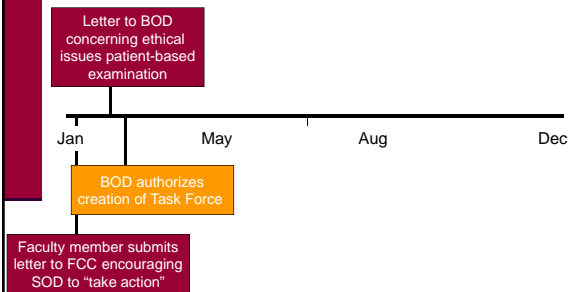 Letter to BOD
concerning ethical
issues patient-based
examination
Jan May Aug Dec
BOD authorizes
creation of Task Force
Faculty member submits
letter to FCC encouraging
SOD to “take action”